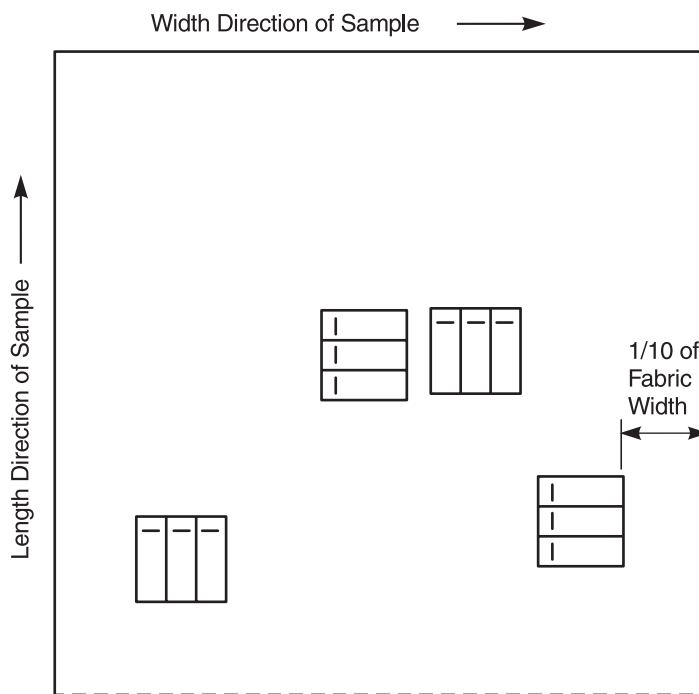 Width Direction of Sample
Length Direction of Sample
1/10 of
Fabric
Width